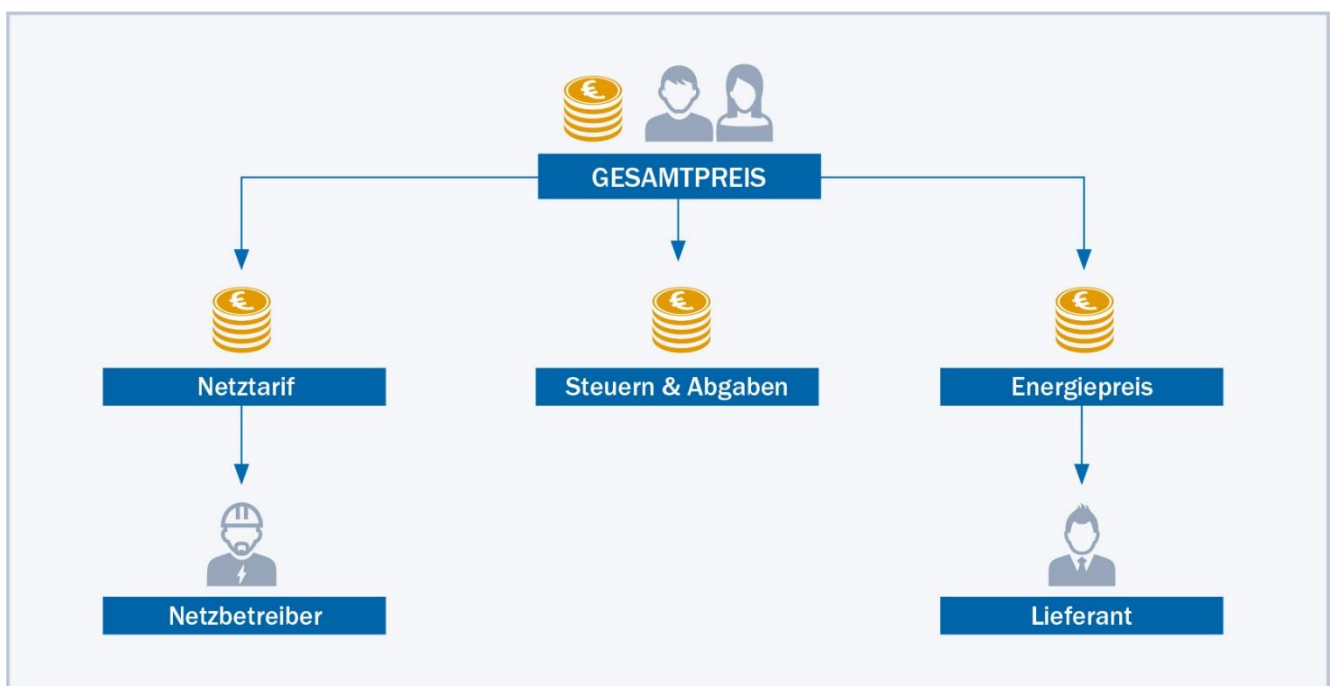 GESAMTPREIS
Netztarif
Steuern & Abgaben
Energiepreis
Netzbetreiber
Lieferant